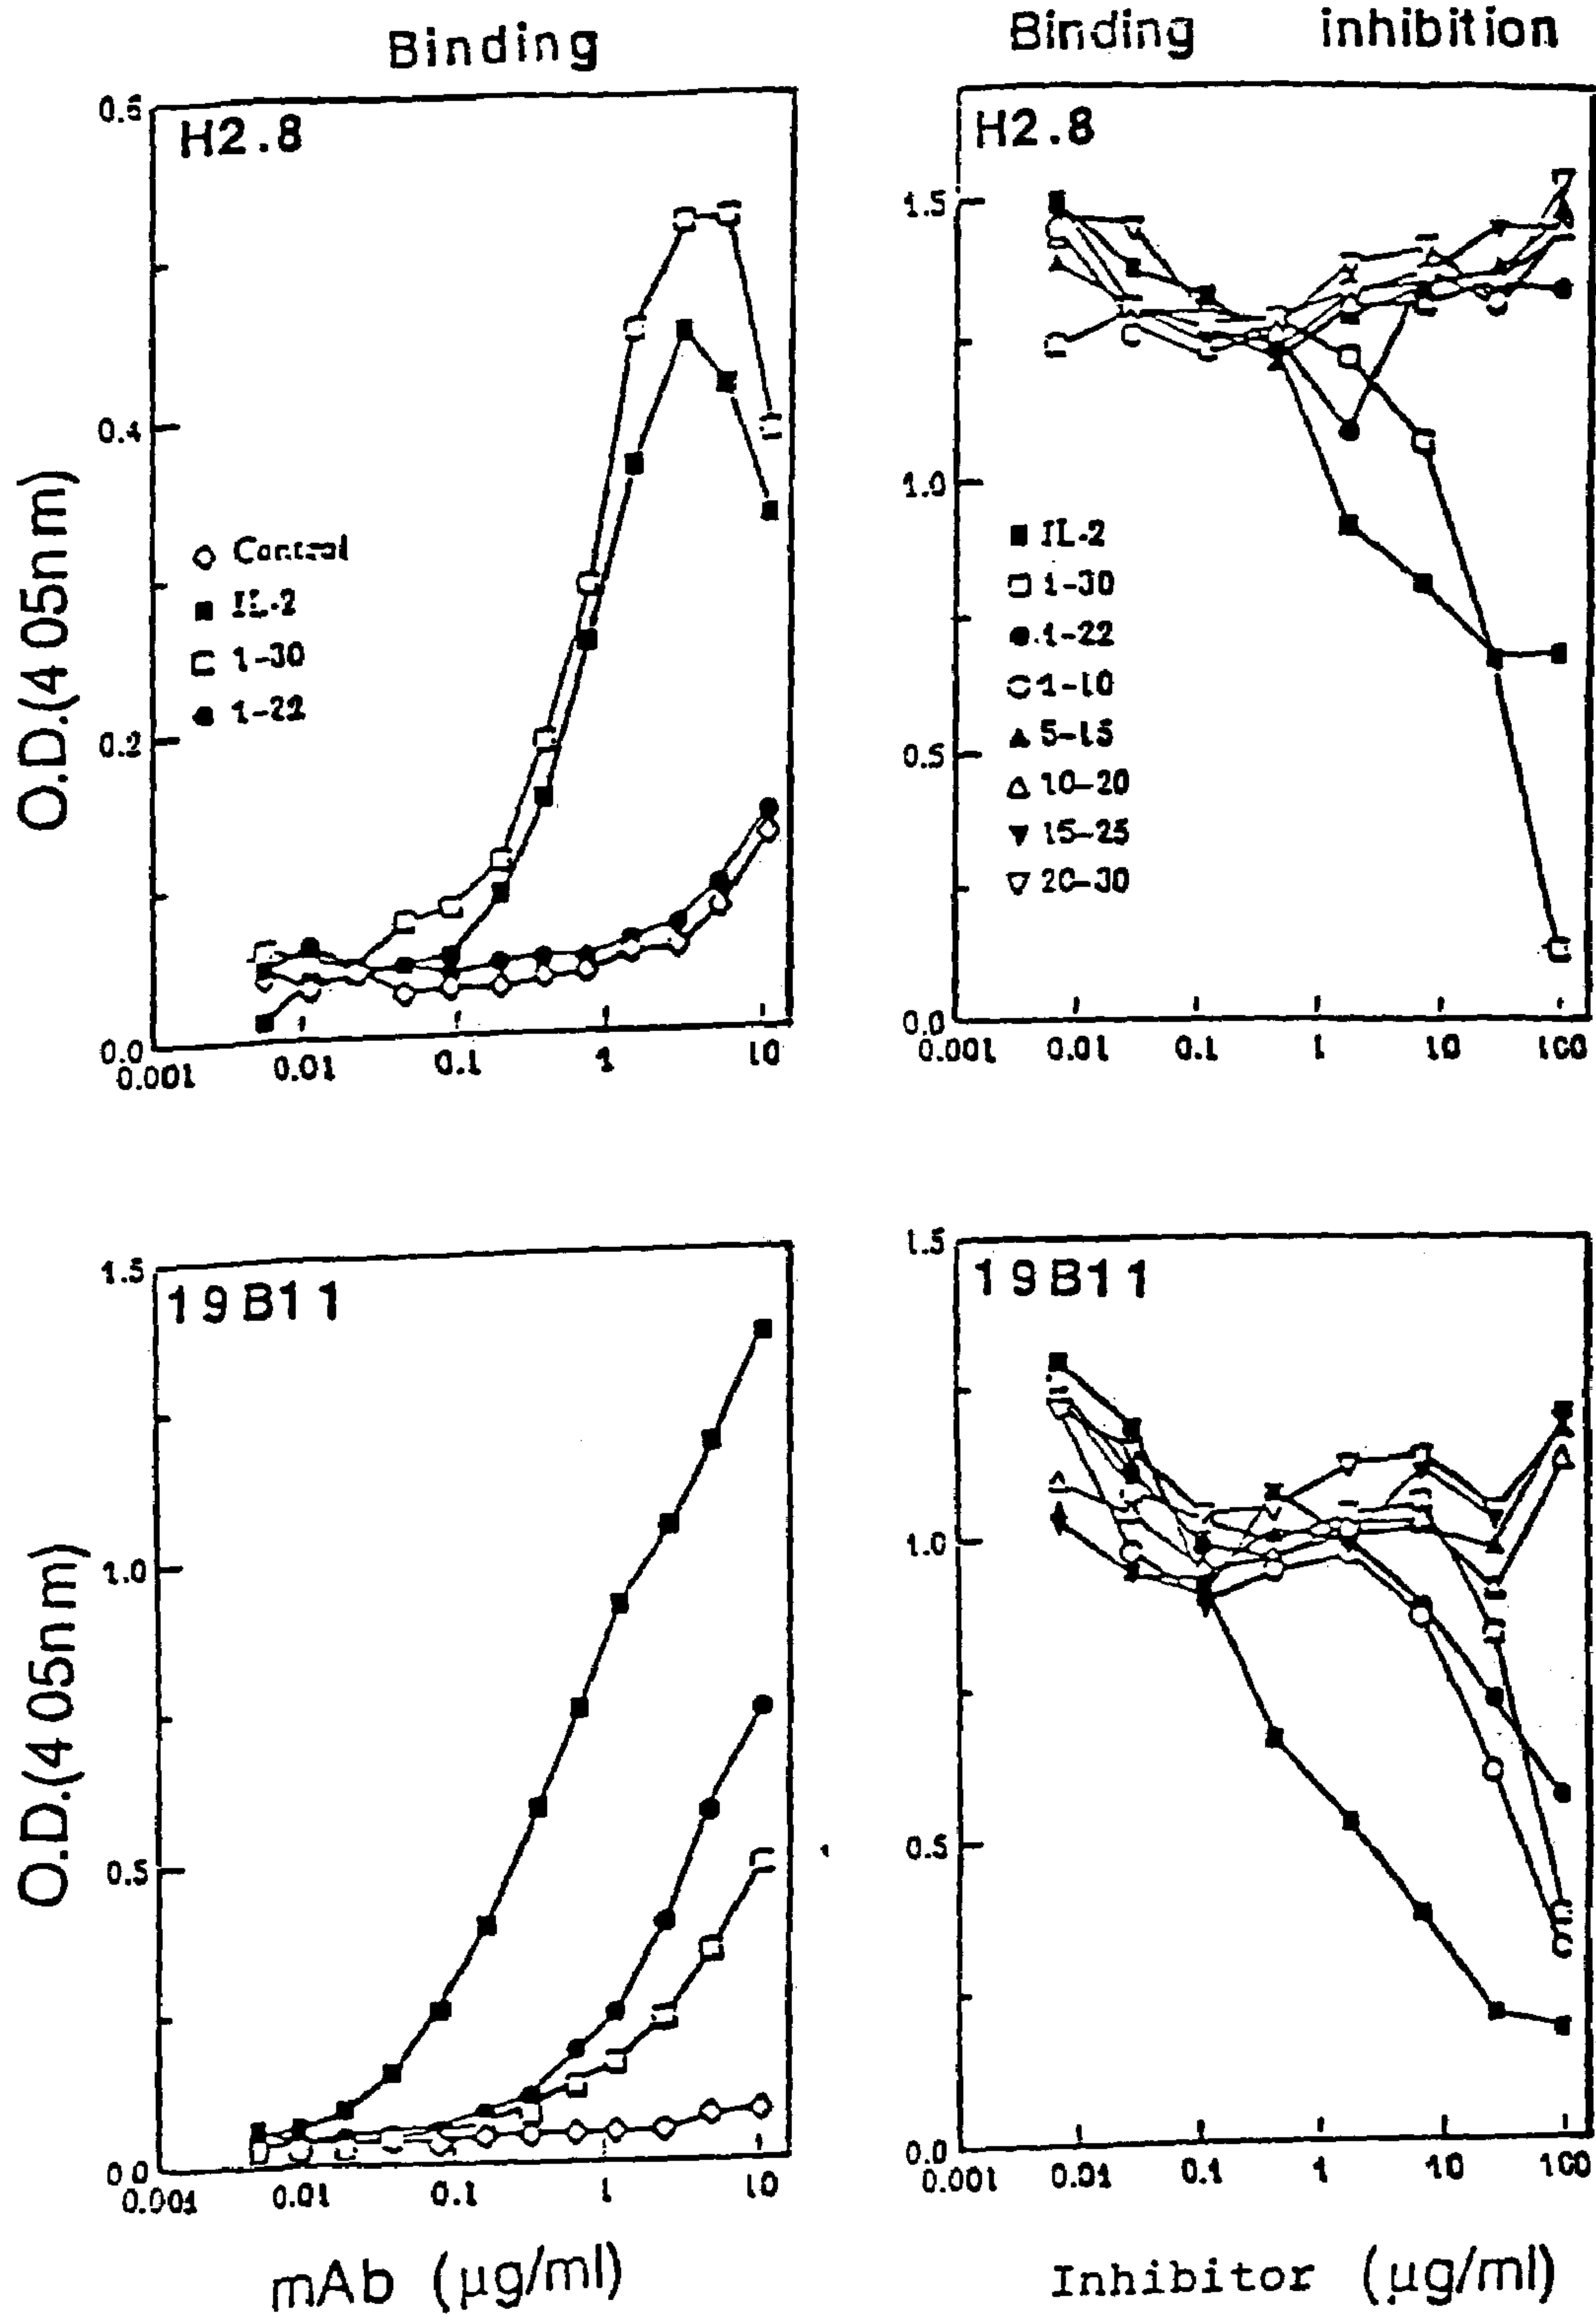 Binding
Binding inhibition
H2.8
0.5
0.4
0.2
0.0
0.001 0.01 0.1 1 10
O.D.(405nm)
Control
IL-2
1-30
1-22
H2.8
1.5
1.0
0.5
0.0
0.001 0.01 0.1 1 10 100
IL-2
1-30
1-22
1-10
5-15
10-20
15-25
20-30
19B11
1.5
1.0
0.5
0.0
0.001 0.01 0.1 1 10
O.D.(405nm)
mAb (µg/ml)
19B11
1.5
1.0
0.5
0.0
0.001 0.01 0.1 1 10 100
Inhibitor (µg/ml)